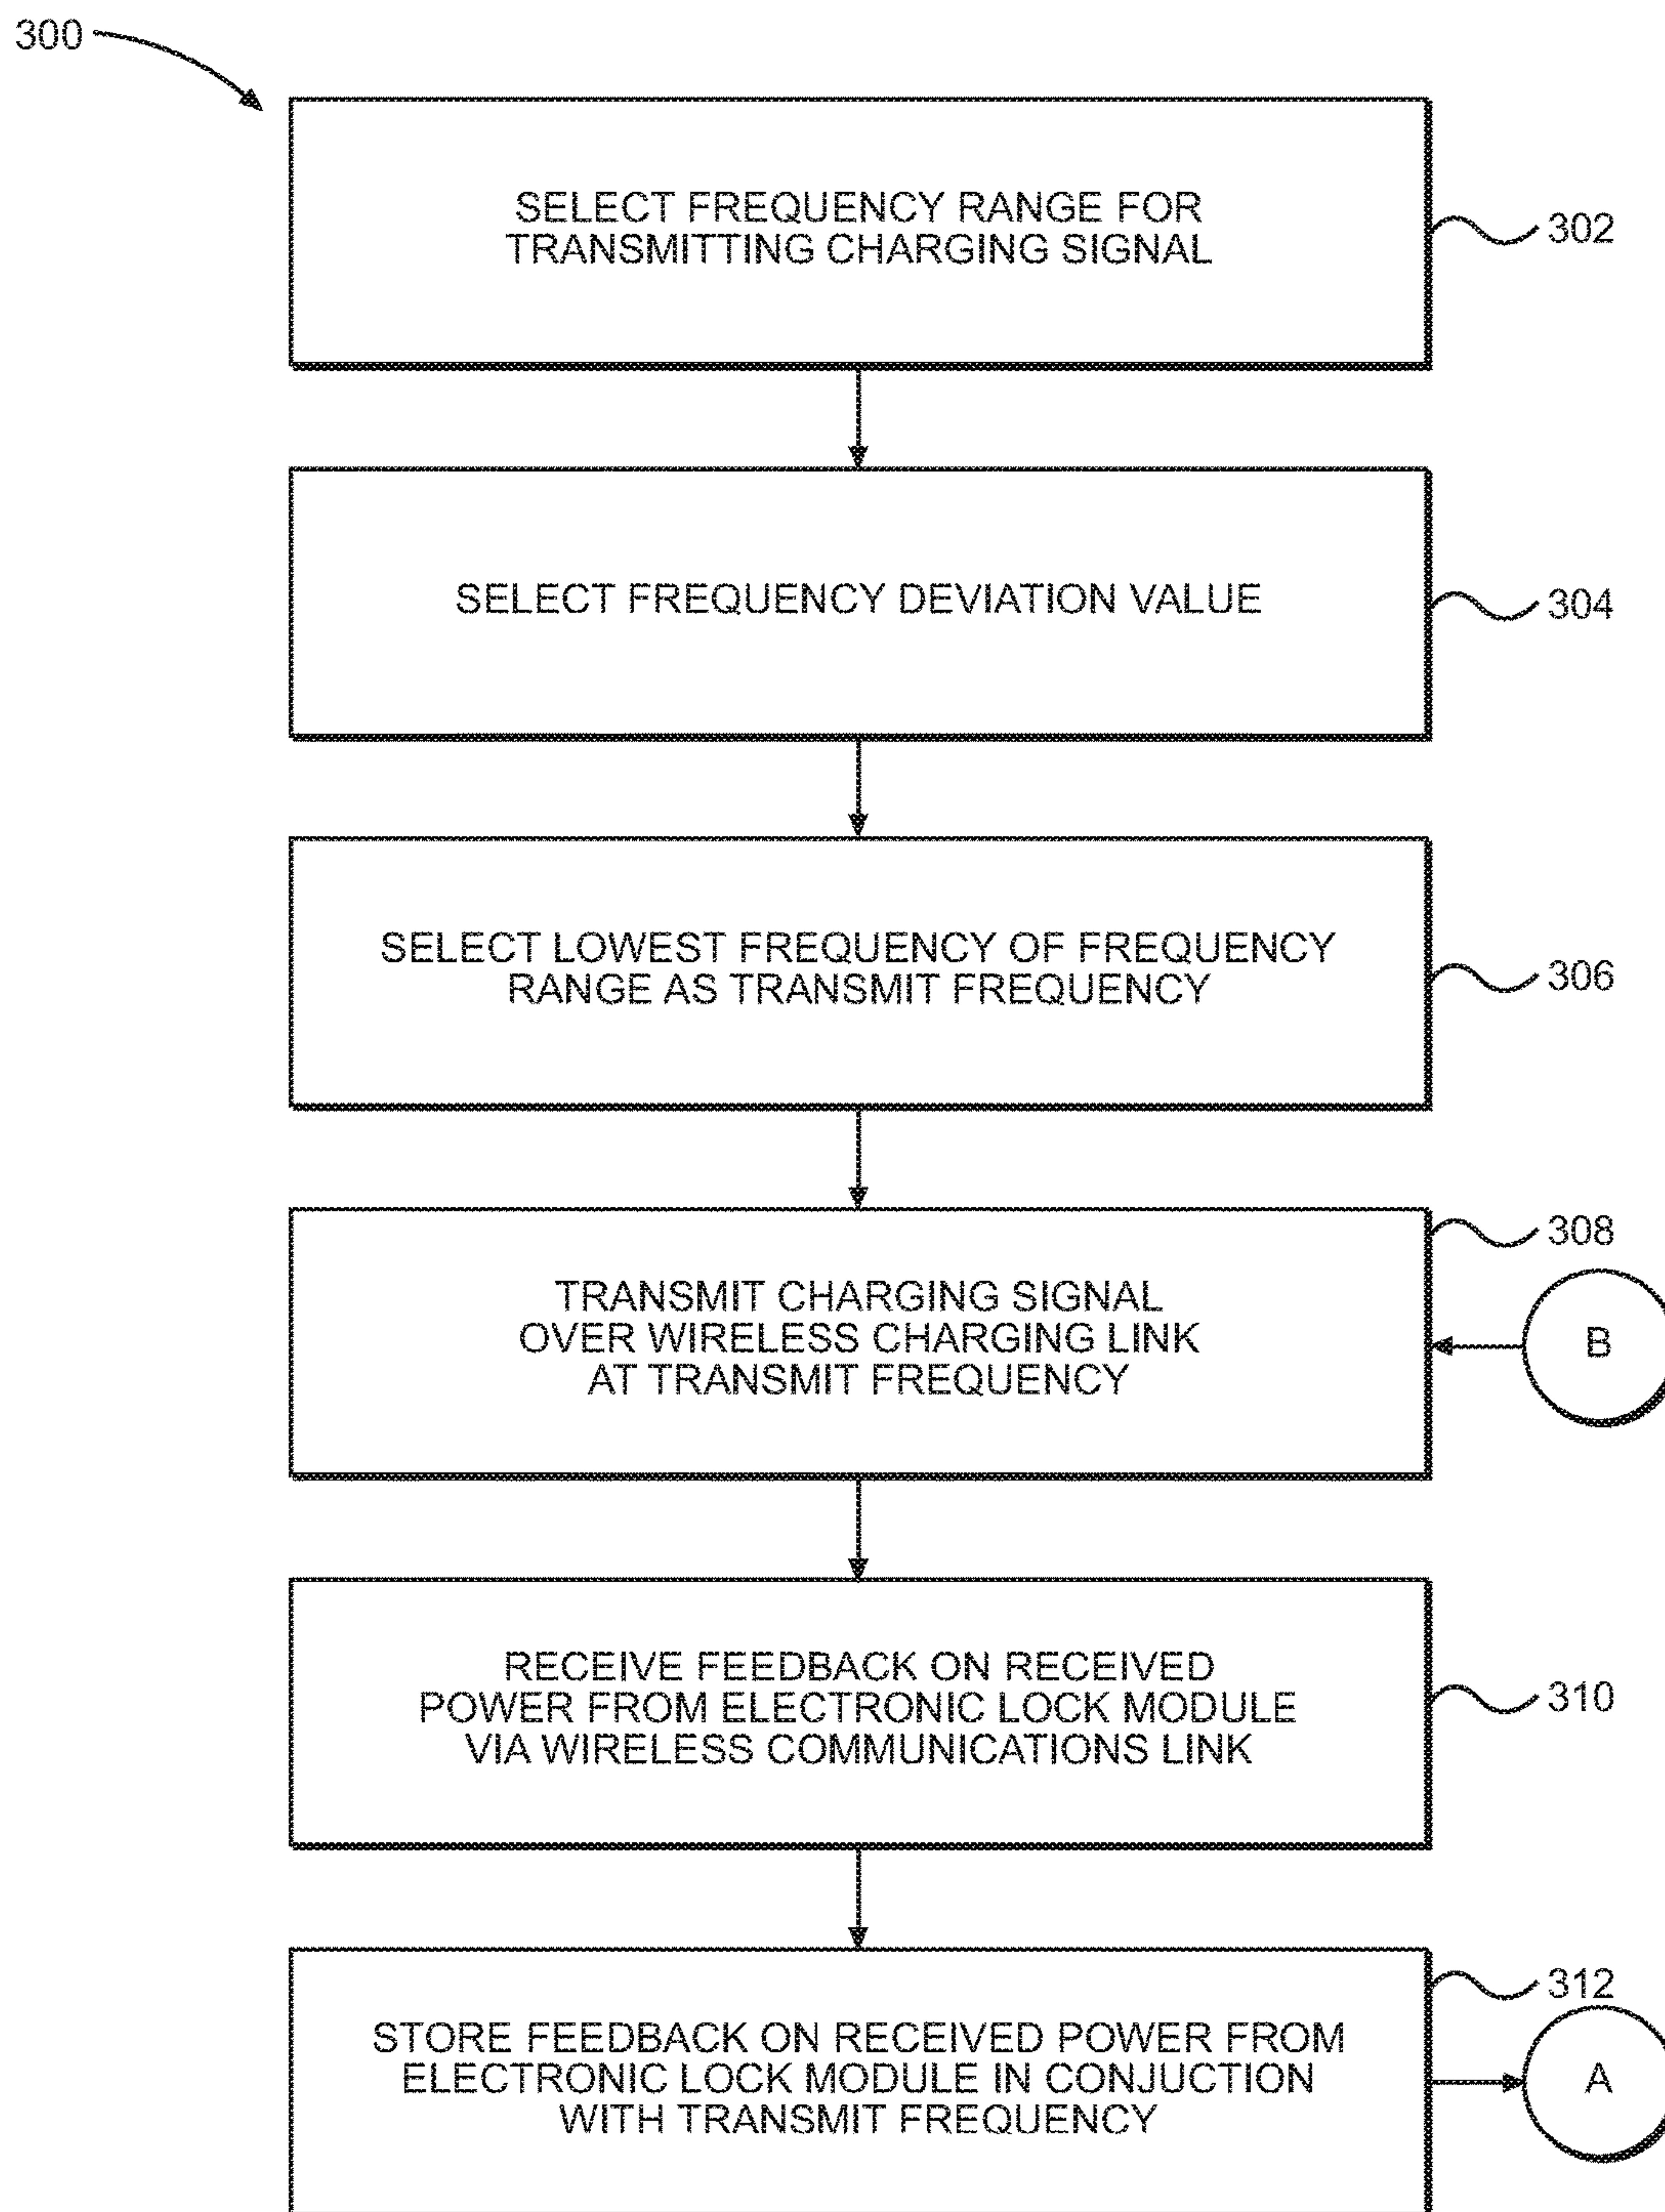 300
SELECT FREQUENCY RANGE FOR
TRANSMITTING CHARGING SIGNAL
302
SELECT FREQUENCY DEVIATION VALUE
304
SELECT LOWEST FREQUENCY OF FREQUENCY
RANGE AS TRANSMIT FREQUENCY
306
308
TRANSMIT CHARGING SIGNAL
OVER WIRELESS CHARGING LINK
AT TRANSMIT FREQUENCY
B
RECEIVE FEEDBACK ON RECEIVED
POWER FROM ELECTRONIC LOCK MODULE
VIA WIRELESS COMMUNICATIONS LINK
310
312
STORE FEEDBACK ON RECEIVED POWER FROM
ELECTRONIC LOCK MODULE IN CONJUCTION
WITH TRANSMIT FREQUENCY
A